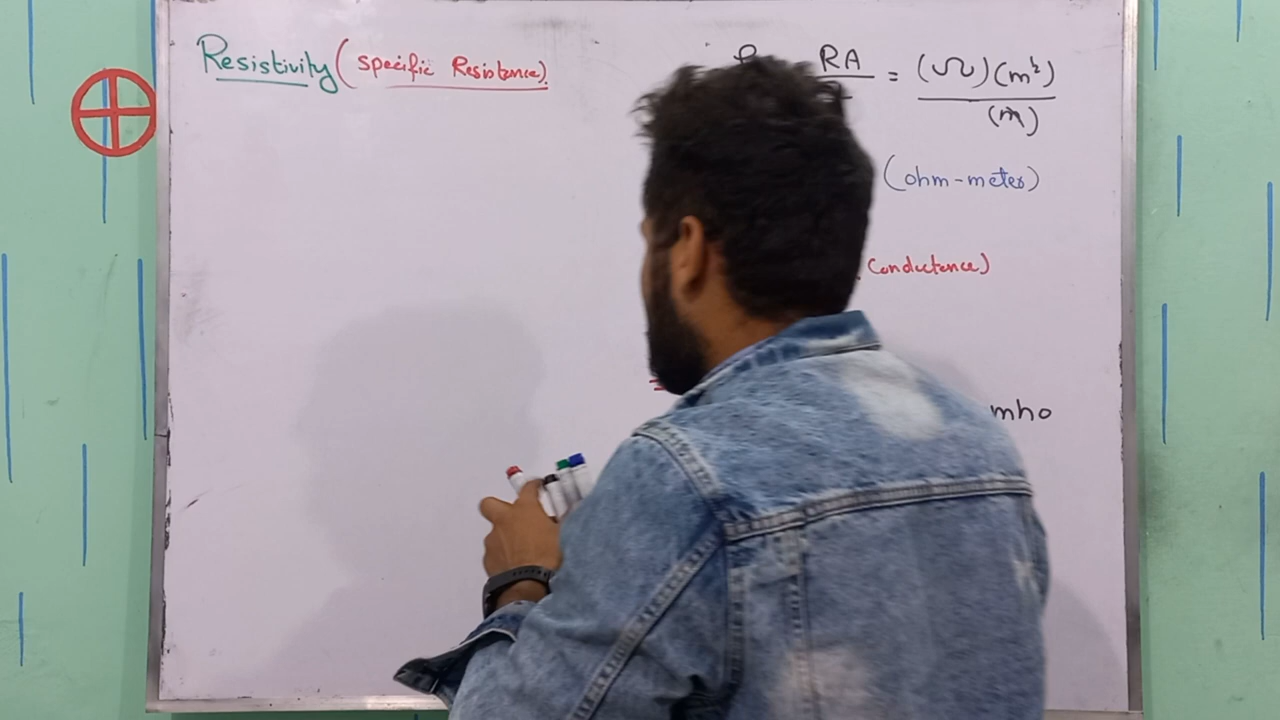 Resistivity (specific Resistance).
RA = (Ω)(m²)
(m)
(ohm-meter)
Conductance)
mho